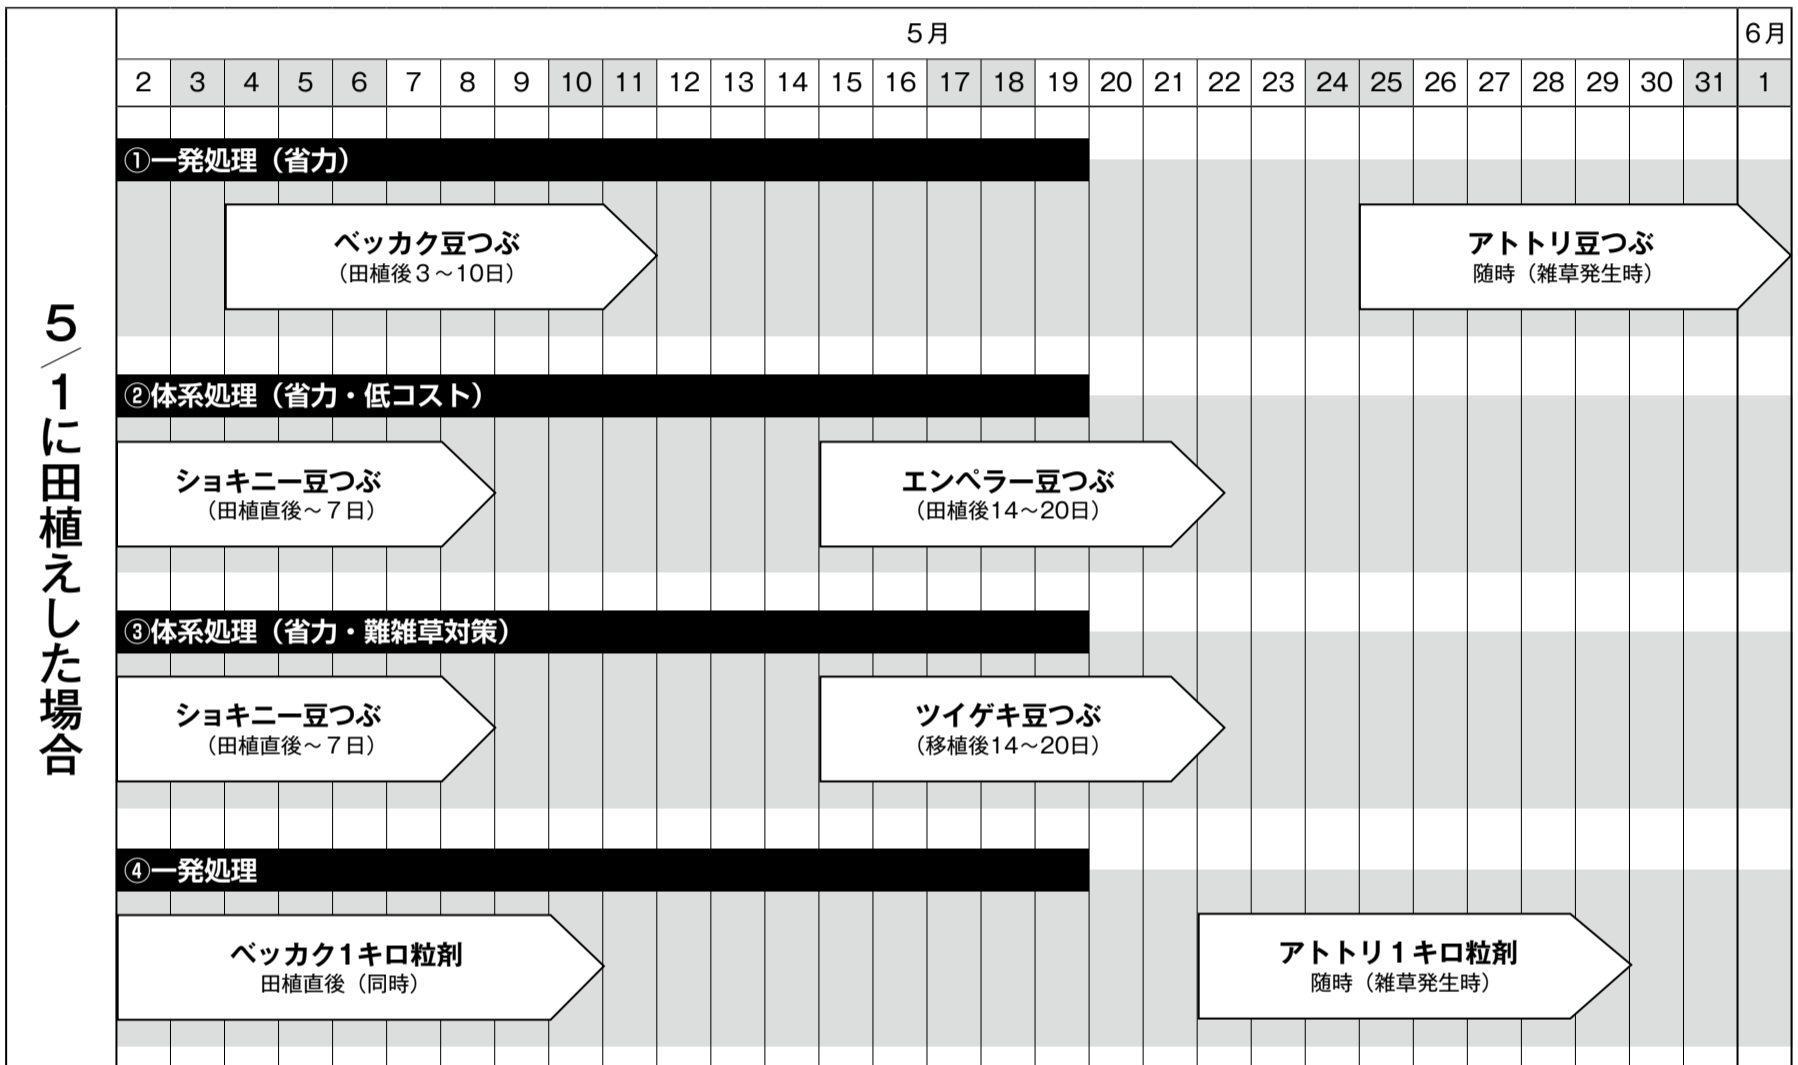 5月 6月
2 3 4 5 6 7 8 9 10 11 12 13 14 15 16 17 18 19 20 21 22 23 24 25 26 27 28 29 30 31 1
5/1に田植えした場合
①一発処理（省力）
ベッカク豆つぶ
（田植後３～10日）
アトトリ豆つぶ
随時（雑草発生時）
②体系処理（省力・低コスト）
ショキニー豆つぶ
（田植直後～７日）
エンペラー豆つぶ
（田植後14～20日）
③体系処理（省力・難雑草対策）
ショキニー豆つぶ
（田植直後～７日）
ツイゲキ豆つぶ
（移植後14～20日）
④一発処理
ベッカク1キロ粒剤
田植直後（同時）
アトトリ１キロ粒剤
随時（雑草発生時）